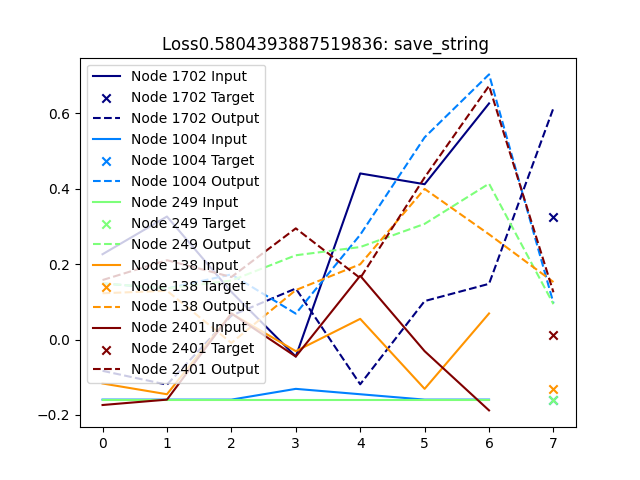 Loss0.5804393887519836: save_string
Node 1702 Input
Node 1702 Target
Node 1702 Output
Node 1004 Input
Node 1004 Target
Node 1004 Output
Node 249 Input
Node 249 Target
Node 249 Output
Node 138 Input
Node 138 Target
Node 138 Output
Node 2401 Input
Node 2401 Target
Node 2401 Output
0.6
0.4
0.2
0.0
−0.2
0 1 2 3 4 5 6 7